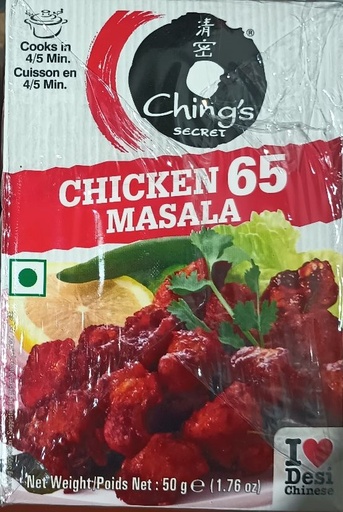 Cooks in
4/5 Min.
Cuisson en
4/5 Min.
清
密
®
Ching's
SECRET
CHICKEN 65
MASALA
Net Weight/Poids Net : 50 g ℮ (1.76 oz)
I
Desi
Chinese